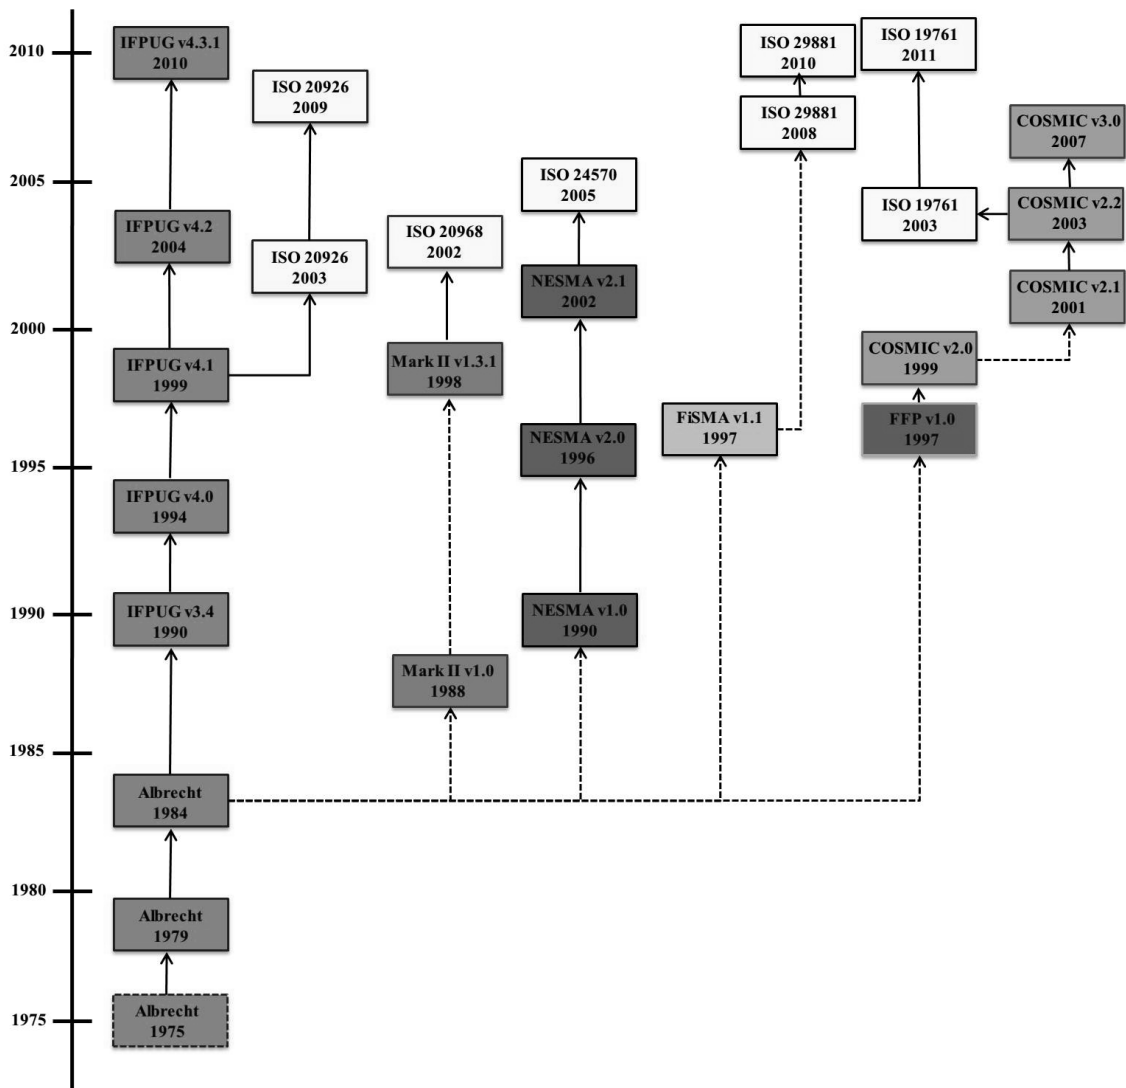 2010
IFPUG v4.3.1
2010
ISO 29881
2010
ISO 19761
2011
ISO 20926
2009
ISO 29881
2008
COSMIC v3.0
2007
2005
ISO 24570
2005
IFPUG v4.2
2004
ISO 20968
2002
ISO 19761
2003
COSMIC v2.2
2003
ISO 20926
2003
NESMA v2.1
2002
COSMIC v2.1
2001
2000
IFPUG v4.1
1999
Mark II v1.3.1
1998
COSMIC v2.0
1999
NESMA v2.0
1996
FiSMA v1.1
1997
FFP v1.0
1997
1995
IFPUG v4.0
1994
1990
IFPUG v3.4
1990
NESMA v1.0
1990
Mark II v1.0
1988
1985
Albrecht
1984
1980
Albrecht
1979
1975
Albrecht
1975